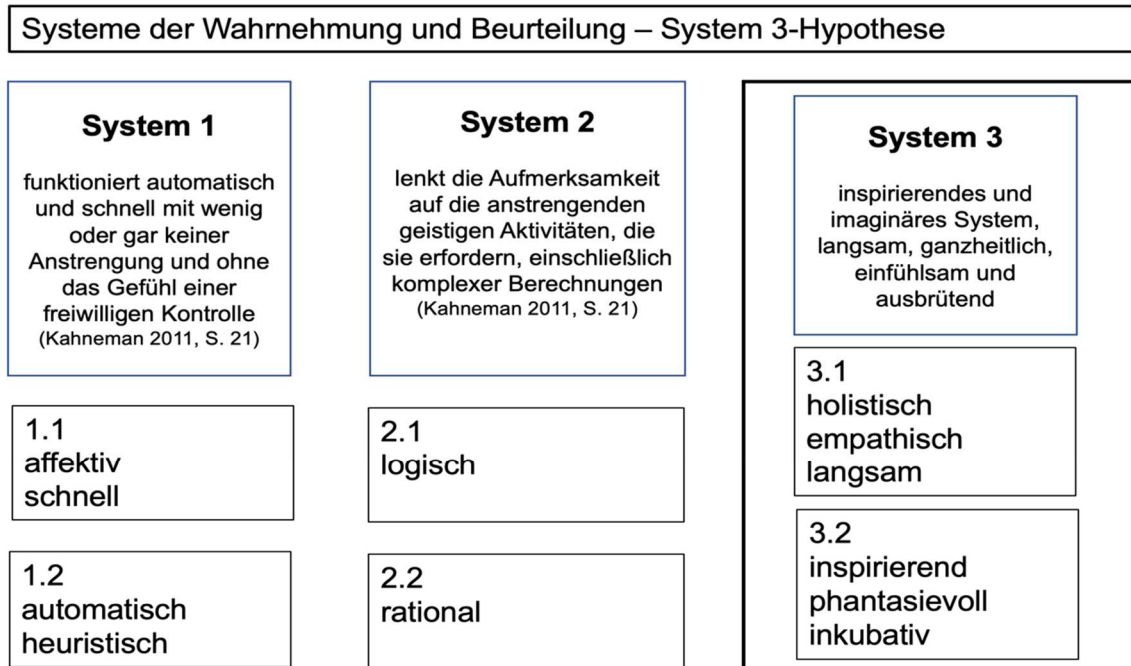 Systeme der Wahrnehmung und Beurteilung – System 3-Hypothese
System 1
funktioniert automatisch
und schnell mit wenig
oder gar keiner
Anstrengung und ohne
das Gefühl einer
freiwilligen Kontrolle
(Kahneman 2011, S. 21)
1.1
affektiv
schnell
1.2
automatisch
heuristisch
System 2
lenkt die Aufmerksamkeit
auf die anstrengenden
geistigen Aktivitäten, die
sie erfordern, einschließlich
komplexer Berechnungen
(Kahneman 2011, S. 21)
2.1
logisch
2.2
rational
System 3
inspirierendes und
imaginäres System,
langsam, ganzheitlich,
einfühlsam und
ausbrütend
3.1
holistisch
empathisch
langsam
3.2
inspirierend
phantasievoll
inkubativ